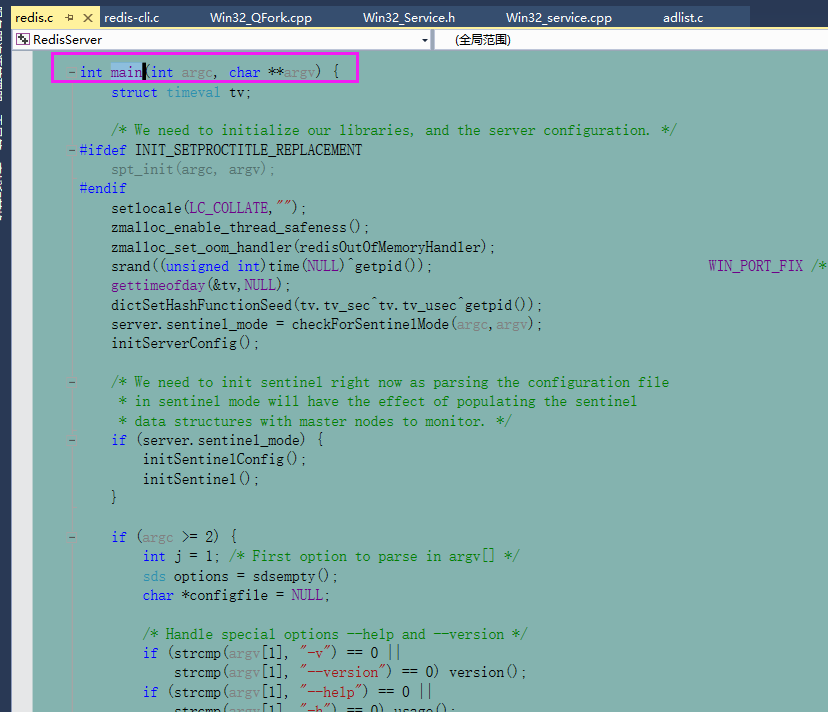 redis.c redis-cli.c Win32_QFork.cpp Win32_Service.h Win32_service.cpp adlist.c
RedisServer (全局范围)
int main(int argc, char **argv) {
struct timeval tv;
/* We need to initialize our libraries, and the server configuration. */
#ifdef INIT_SETPROCTITLE_REPLACEMENT
spt_init(argc, argv);
#endif
setlocale(LC_COLLATE,"");
zmalloc_enable_thread_safeness();
zmalloc_set_oom_handler(redisOutOfMemoryHandler);
srand((unsigned int)time(NULL)^getpid()); WIN_PORT_FIX /*
gettimeofday(&tv,NULL);
dictSetHashFunctionSeed(tv.tv_sec^tv.tv_usec^getpid());
server.sentinel_mode = checkForSentinelMode(argc,argv);
initServerConfig();
/* We need to init sentinel right now as parsing the configuration file
* in sentinel mode will have the effect of populating the sentinel
* data structures with master nodes to monitor. */
if (server.sentinel_mode) {
initSentinelConfig();
initSentinel();
}
if (argc >= 2) {
int j = 1; /* First option to parse in argv[] */
sds options = sdsempty();
char *configfile = NULL;
/* Handle special options --help and --version */
if (strcmp(argv[1], "-v") == 0 ||
strcmp(argv[1], "--version") == 0) version();
if (strcmp(argv[1], "--help") == 0 ||
strcmp(argv[1], "-h") == 0) usage();